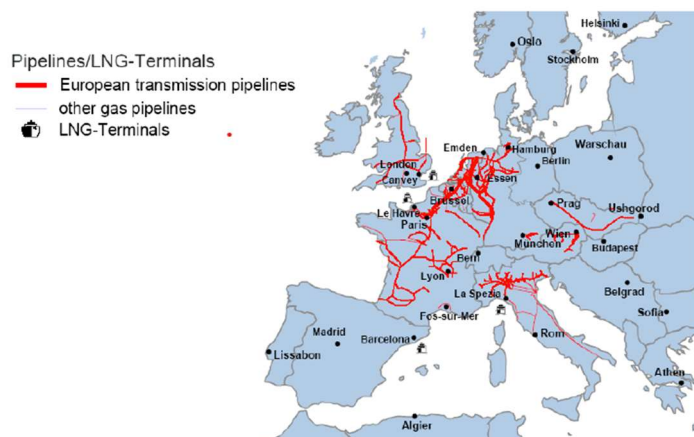 Helsinki
Oslo
Stockholm
Pipelines/LNG-Terminals
European transmission pipelines
other gas pipelines
LNG-Terminals
Emden
Hamburg
Warschau
Berlin
London
Canvey
Essen
Brüssel
Le Havre
Paris
Prag
Ushgorod
Wien
München
Budapest
Bern
Lyon
La Spezia
Belgrad
Fos-sur-Mer
Sofia
Madrid
Barcelona
Rom
Lissabon
Athen
Algier